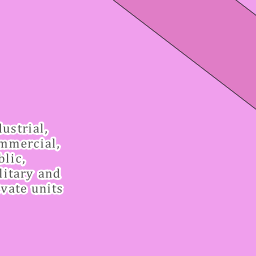 dustrial,
mmercial,
blic,
litary and
vate units